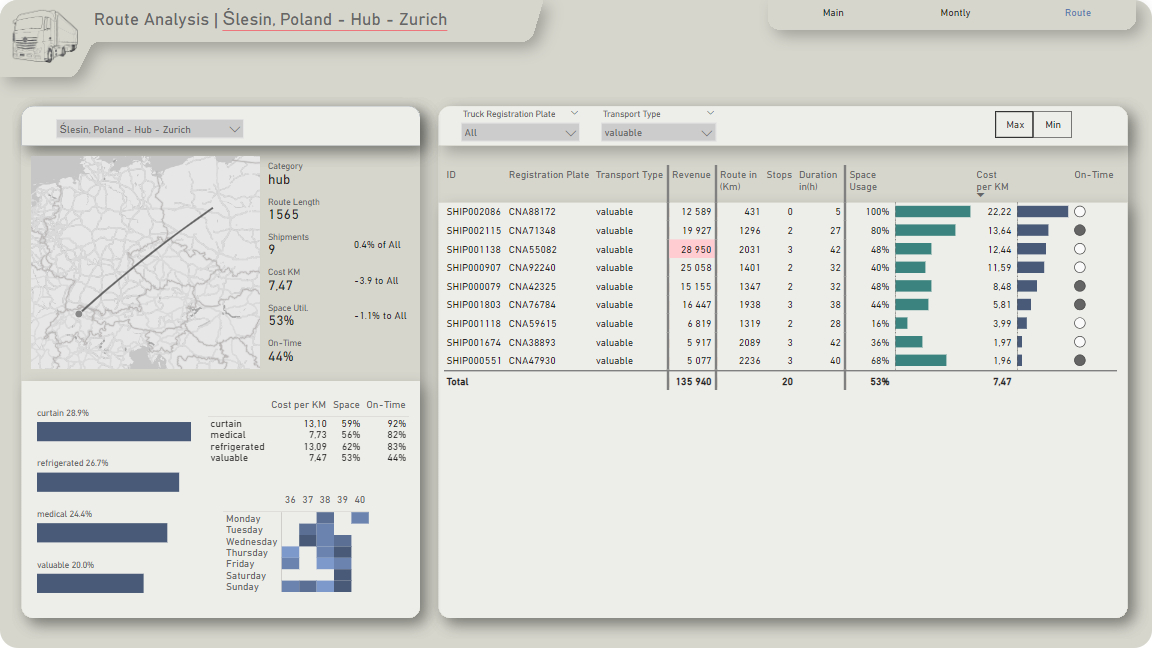 Route Analysis | Ślesin, Poland - Hub - Zurich
Main Montly Route
Ślesin, Poland - Hub - Zurich
Category
hub
Route Length
1565
Shipments
9 0.4% of All
Cost KM
7,47 -3.9 to All
Space Util.
53% -1.1% to All
On-Time
44%
curtain 28.9%
refrigerated 26.7%
medical 24.4%
valuable 20.0%
Cost per KM Space On-Time
curtain 13,10 59% 92%
medical 7,73 56% 82%
refrigerated 13,09 62% 83%
valuable 7,47 53% 44%
36 37 38 39 40
Monday
Tuesday
Wednesday
Thursday
Friday
Saturday
Sunday
Truck Registration Plate Transport Type
All valuable
Max Min
ID Registration Plate Transport Type Revenue Route in (Km) Stops Duration in(h) Space Usage Cost per KM On-Time
SHIP002086 CNA88172 valuable 12 589 431 0 5 100% 22,22
SHIP002115 CNA71348 valuable 19 927 1296 2 27 80% 13,64
SHIP001138 CNA55082 valuable 28 950 2031 3 42 48% 12,44
SHIP000907 CNA92240 valuable 25 058 1401 2 32 40% 11,59
SHIP000079 CNA42325 valuable 15 155 1347 2 32 48% 8,48
SHIP001803 CNA76784 valuable 16 447 1938 3 38 44% 5,81
SHIP001118 CNA59615 valuable 6 819 1319 2 28 16% 3,99
SHIP001674 CNA38893 valuable 5 917 2089 3 42 36% 1,97
SHIP000551 CNA47930 valuable 5 077 2236 3 40 68% 1,96
Total 135 940 20 53% 7,47